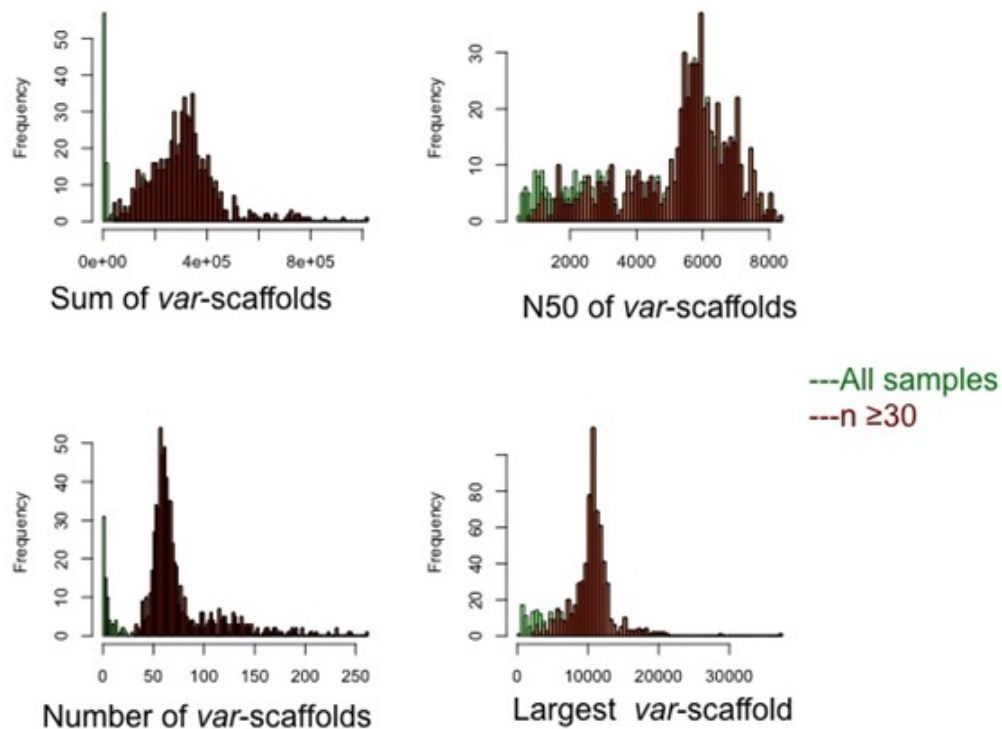 Frequency
0 10 20 30 40 50
0e+00 4e+05 8e+05
Sum of var-scaffolds
Frequency
0 10 20 30
2000 4000 6000 8000
N50 of var-scaffolds
---All samples
---n ≥30
Frequency
0 10 20 30 40 50
0 50 100 150 200 250
Number of var-scaffolds
Frequency
0 20 40 60 80
0 10000 20000 30000
Largest var-scaffold